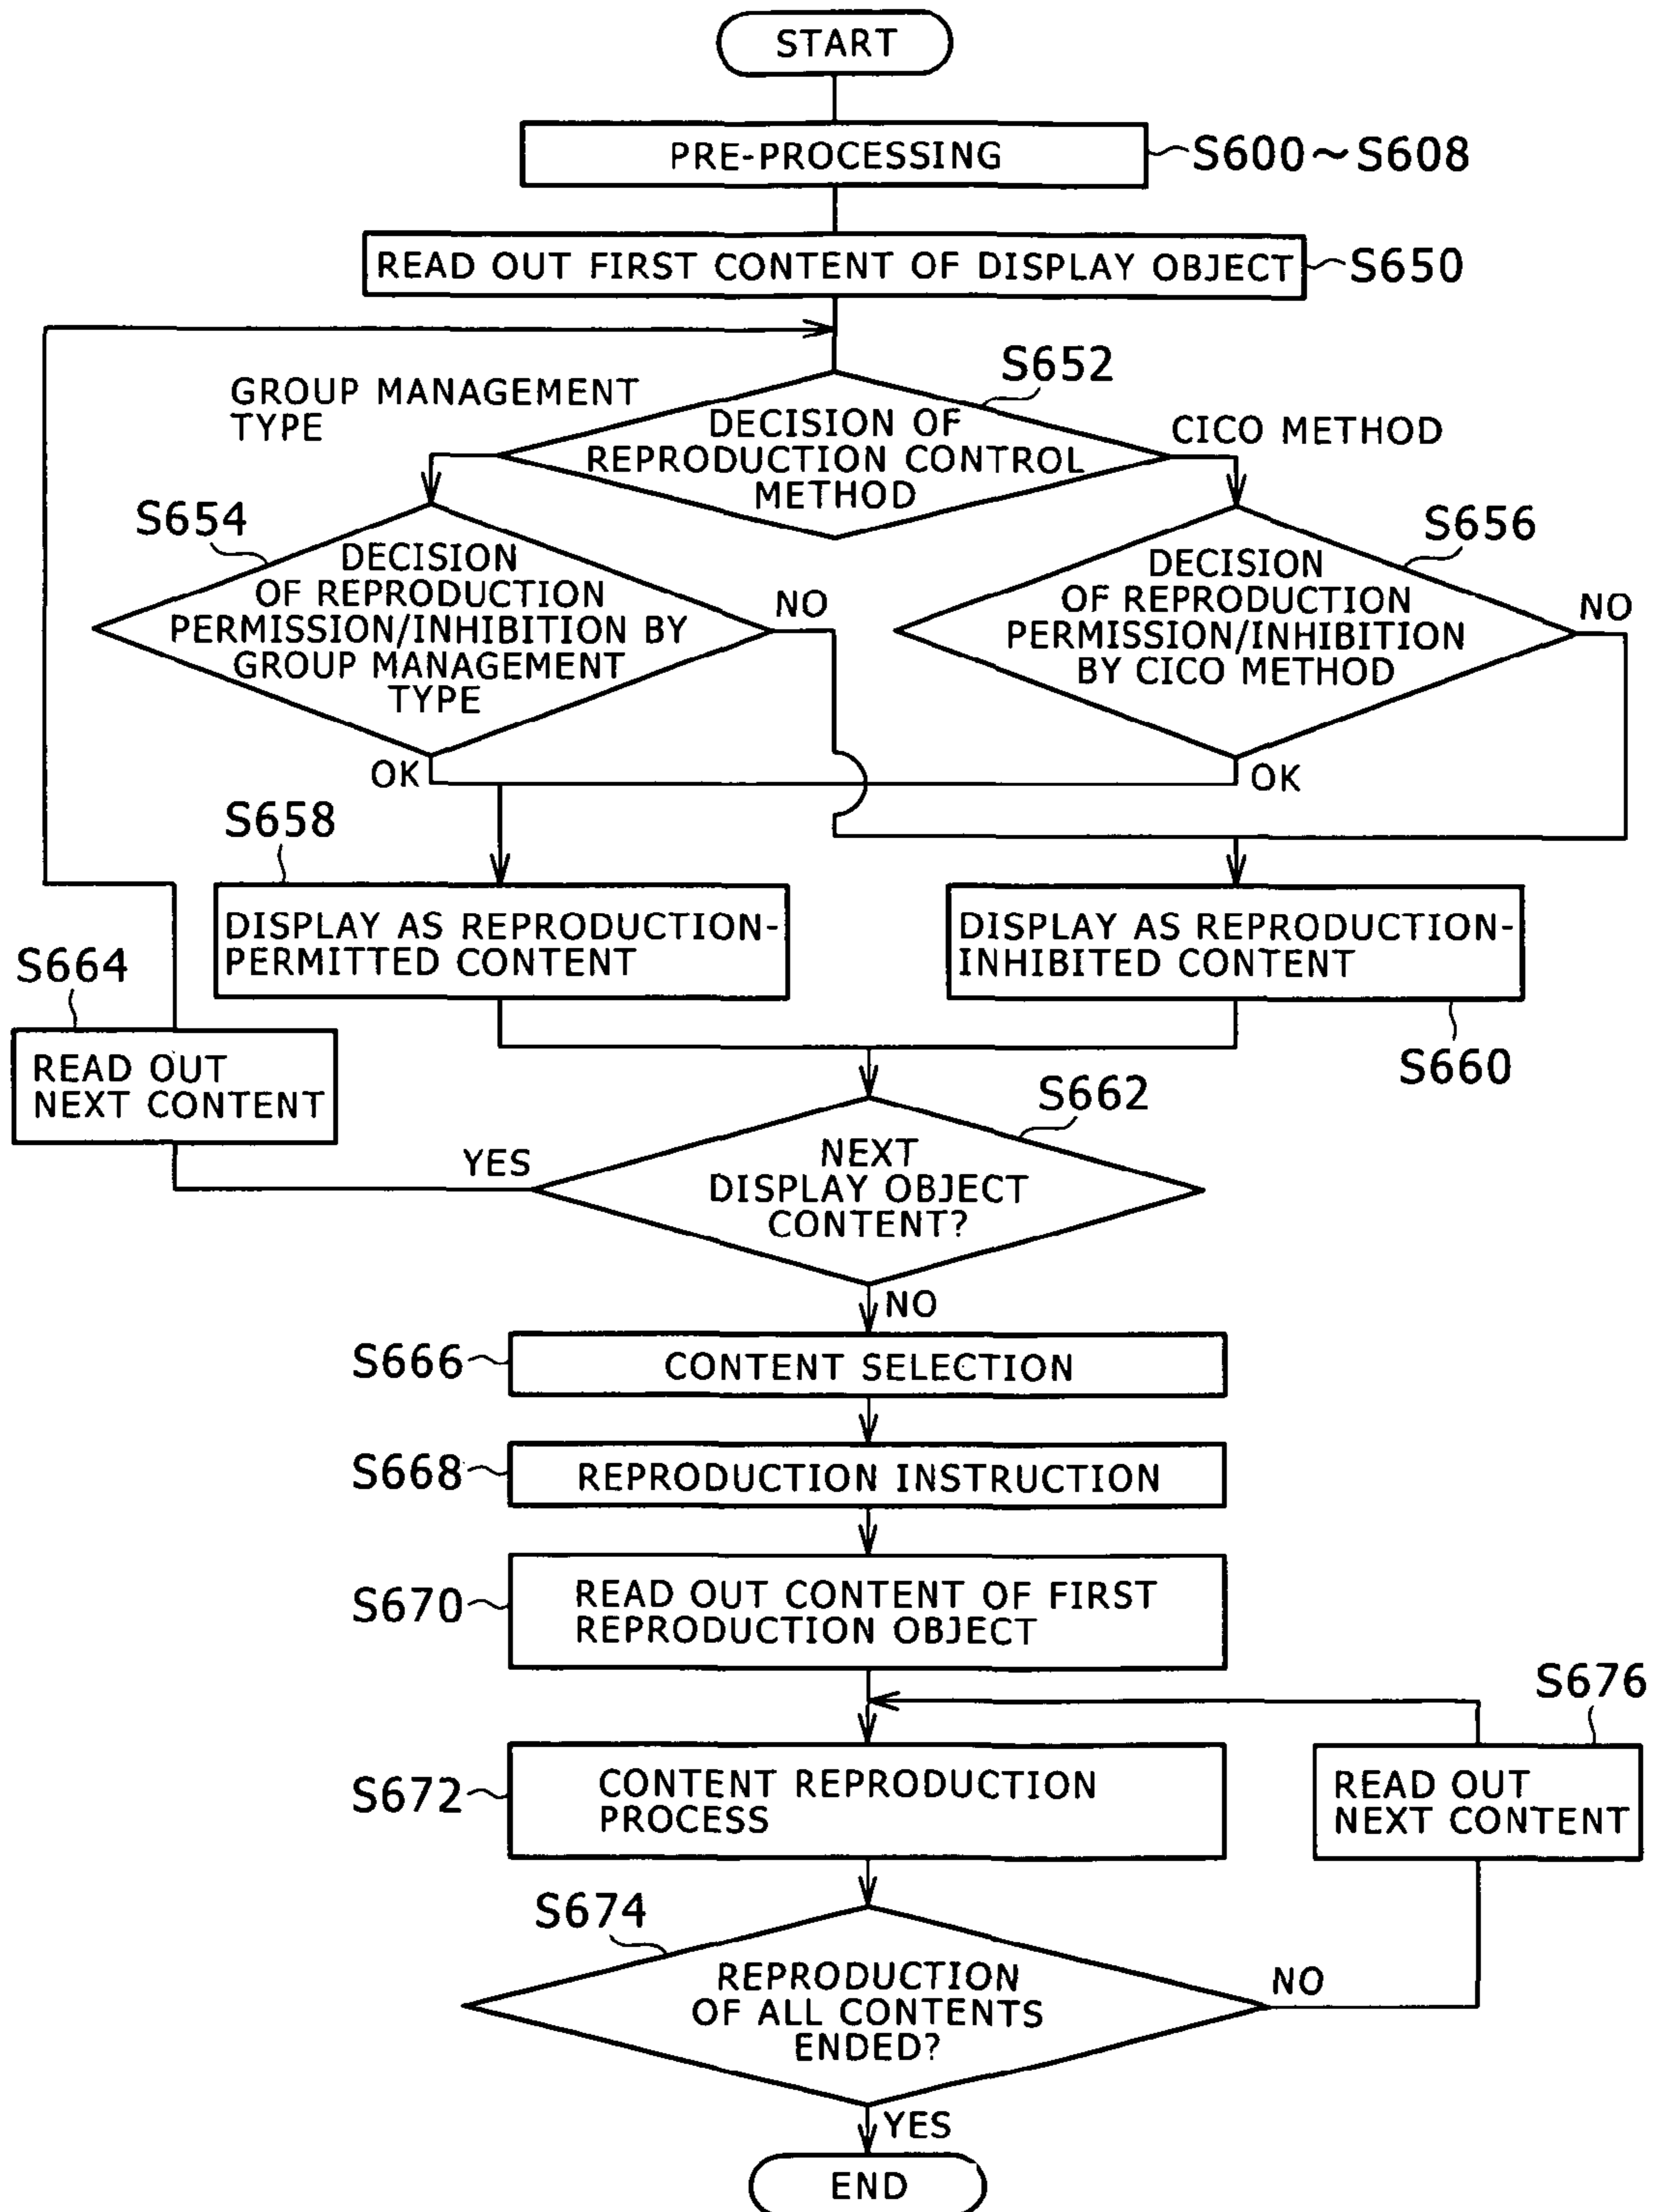 START
PRE-PROCESSING
S600～S608
READ OUT FIRST CONTENT OF DISPLAY OBJECT
S650
S652
GROUP MANAGEMENT
TYPE
DECISION OF
REPRODUCTION CONTROL
METHOD
CICO METHOD
S654
DECISION
OF REPRODUCTION
PERMISSION/INHIBITION BY
GROUP MANAGEMENT
TYPE
NO
OK
S656
DECISION
OF REPRODUCTION
PERMISSION/INHIBITION
BY CICO METHOD
NO
OK
S658
DISPLAY AS REPRODUCTION-
PERMITTED CONTENT
DISPLAY AS REPRODUCTION-
INHIBITED CONTENT
S660
S664
READ OUT
NEXT CONTENT
S662
YES
NEXT
DISPLAY OBJECT
CONTENT?
NO
S666
CONTENT SELECTION
S668
REPRODUCTION INSTRUCTION
S670
READ OUT CONTENT OF FIRST
REPRODUCTION OBJECT
S676
S672
CONTENT REPRODUCTION
PROCESS
READ OUT
NEXT CONTENT
S674
REPRODUCTION
OF ALL CONTENTS
ENDED?
NO
YES
END